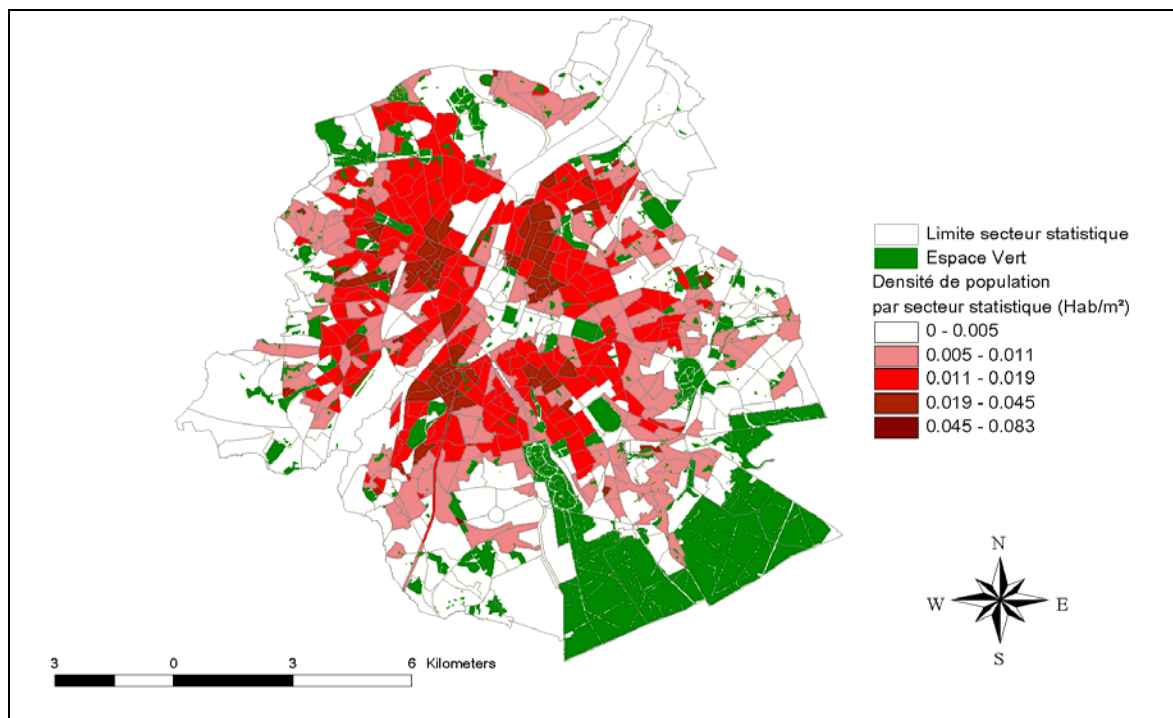 Limite secteur statistique
Espace Vert
Densité de population
par secteur statistique (Hab/m²)
0 - 0.005
0.005 - 0.011
0.011 - 0.019
0.019 - 0.045
0.045 - 0.083
N
W E
S
3 0 3 6 Kilometers